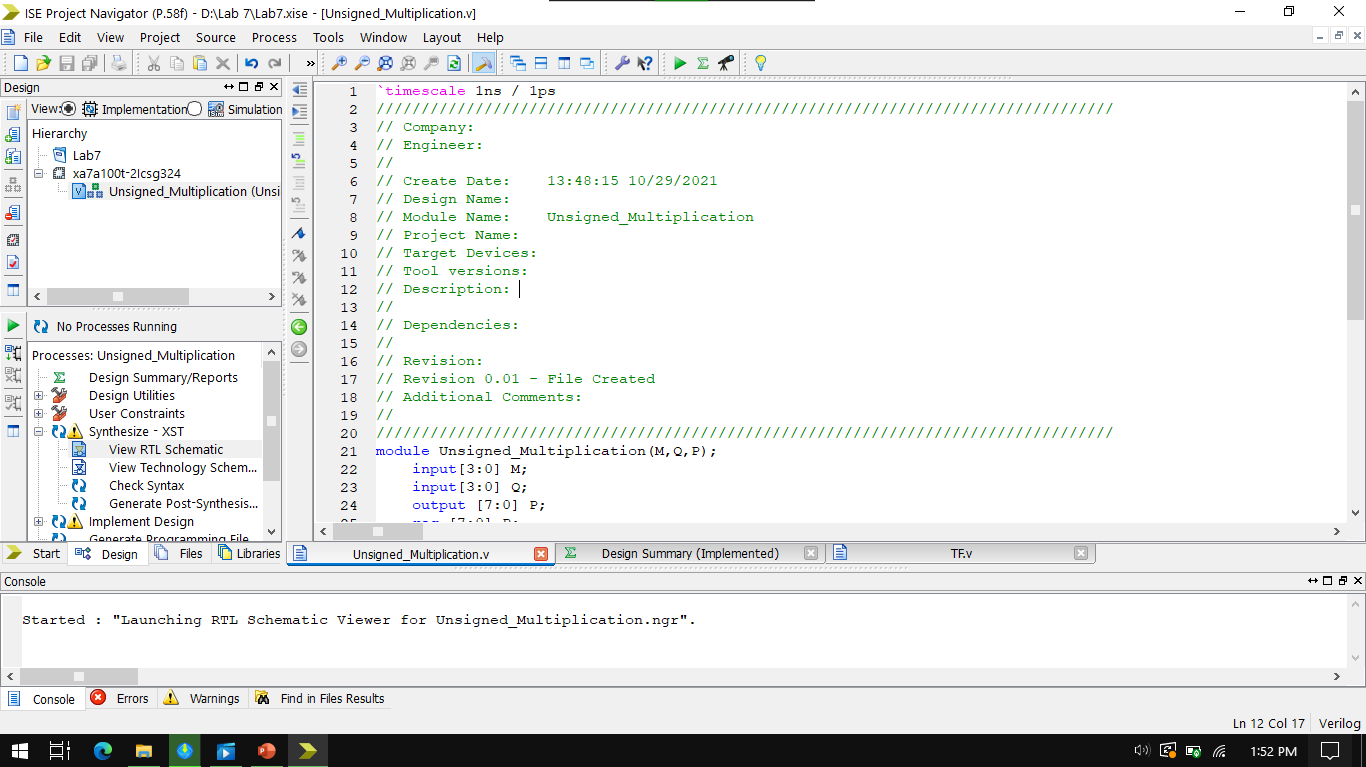 ISE Project Navigator (P.58f) - D:\Lab 7\Lab7.xise - [Unsigned_Multiplication.v]
File Edit View Project Source Process Tools Window Layout Help
Design
View: Implementation Simulation
Hierarchy
Lab7
xa7a100t-2Icsg324
Unsigned_Multiplication (Unsi
No Processes Running
Processes: Unsigned_Multiplication
Design Summary/Reports
Design Utilities
User Constraints
Synthesize - XST
View RTL Schematic
View Technology Schem...
Check Syntax
Generate Post-Synthesis...
Implement Design
Generate Programming File
Start Design Files Libraries
1 `timescale 1ns / 1ps
2 //////////////////////////////////////////////////////////////////////////////////
3 // Company:
4 // Engineer:
5 //
6 // Create Date:    13:48:15 10/29/2021
7 // Design Name:
8 // Module Name:    Unsigned_Multiplication
9 // Project Name:
10 // Target Devices:
11 // Tool versions:
12 // Description:
13 //
14 // Dependencies:
15 //
16 // Revision:
17 // Revision 0.01 - File Created
18 // Additional Comments:
19 //
20 //////////////////////////////////////////////////////////////////////////////////
21 module Unsigned_Multiplication(M,Q,P);
22     input[3:0] M;
23     input[3:0] Q;
24     output [7:0] P;
25     reg [7:0] P;
Unsigned_Multiplication.v Design Summary (Implemented) TF.v
Console
Started : "Launching RTL Schematic Viewer for Unsigned_Multiplication.ngr".
Console Errors Warnings Find in Files Results
Ln 12 Col 17 Verilog
1:52 PM